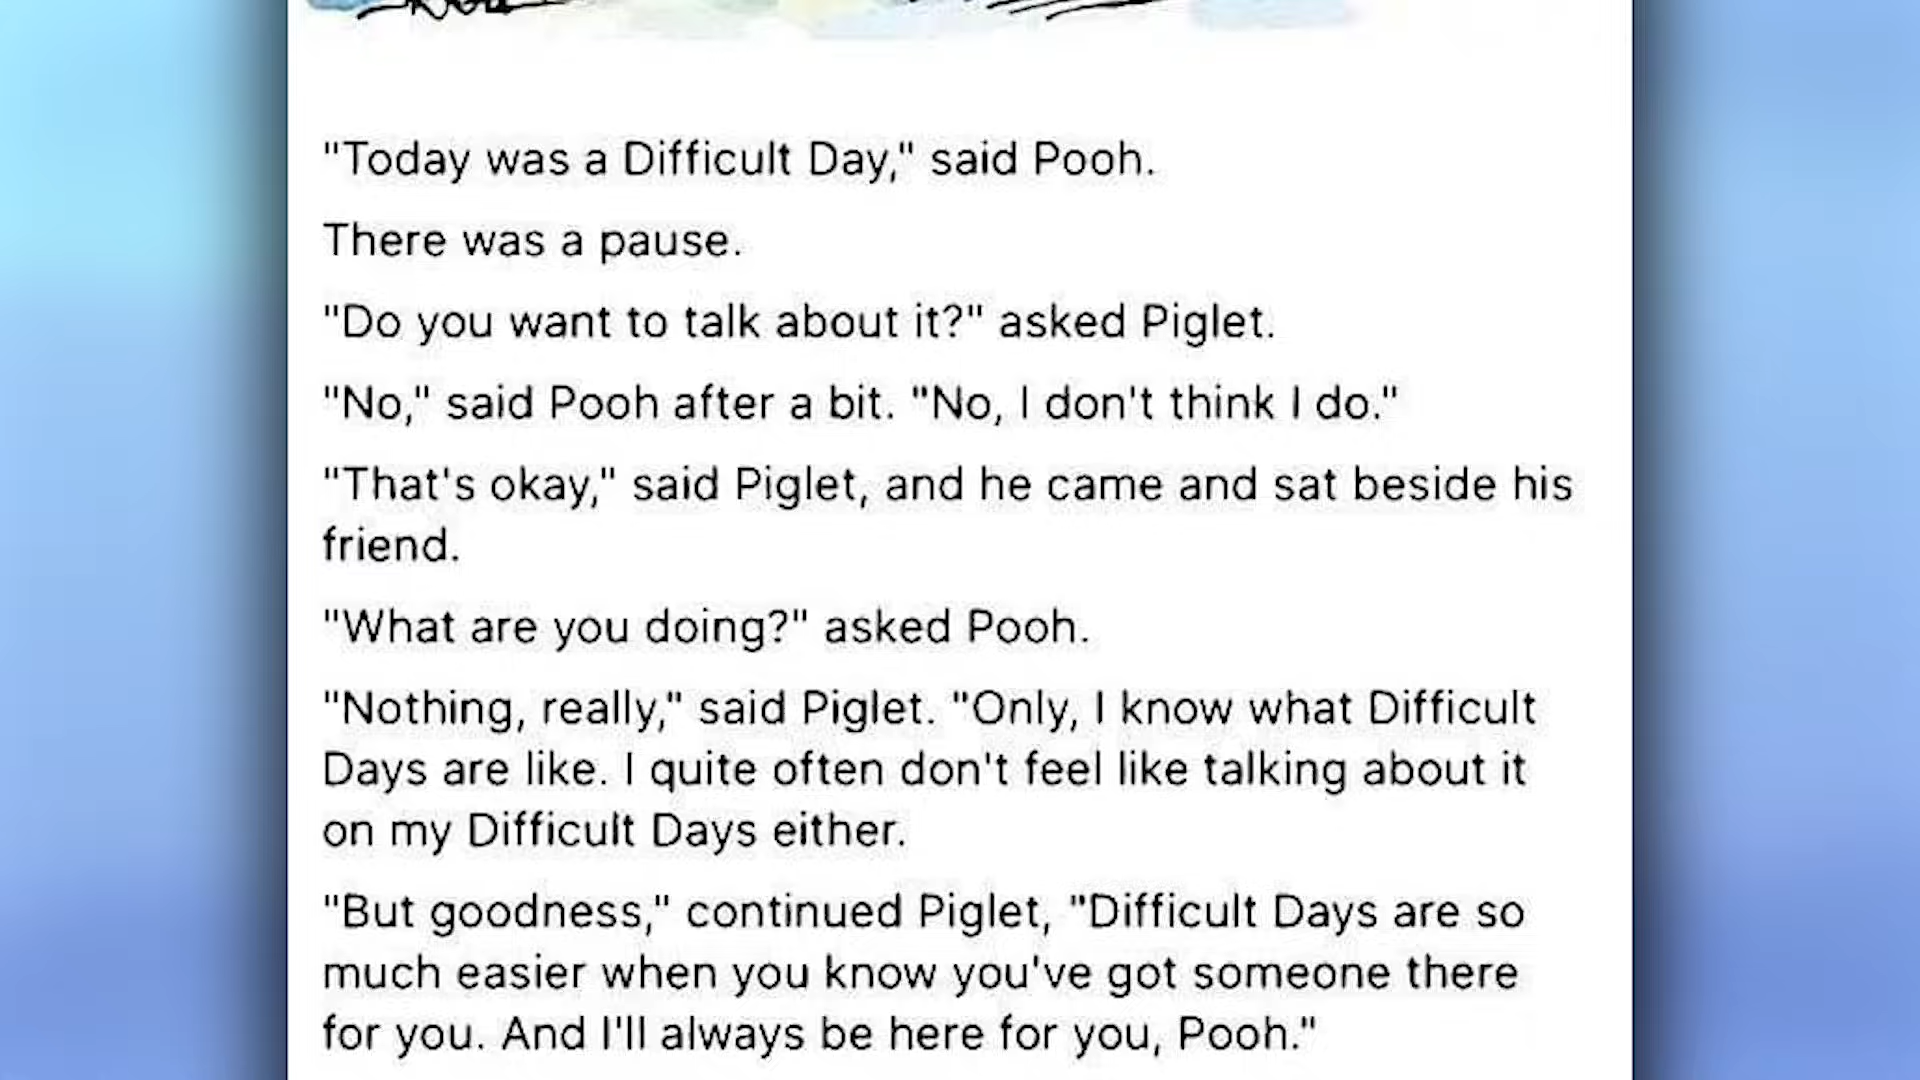 "Today was a Difficult Day," said Pooh.
There was a pause.
"Do you want to talk about it?" asked Piglet.
"No," said Pooh after a bit. "No, I don't think I do."
"That's okay," said Piglet, and he came and sat beside his
friend.
"What are you doing?" asked Pooh.
"Nothing, really," said Piglet. "Only, I know what Difficult
Days are like. I quite often don't feel like talking about it
on my Difficult Days either.
"But goodness," continued Piglet, "Difficult Days are so
much easier when you know you've got someone there
for you. And I'll always be here for you, Pooh."